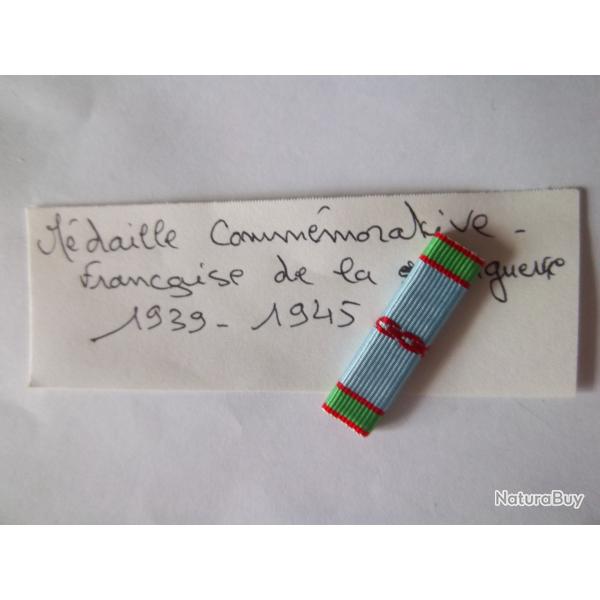 Médaille Commémorative -
Française de la guerre
1939 - 1945
NaturaBuy